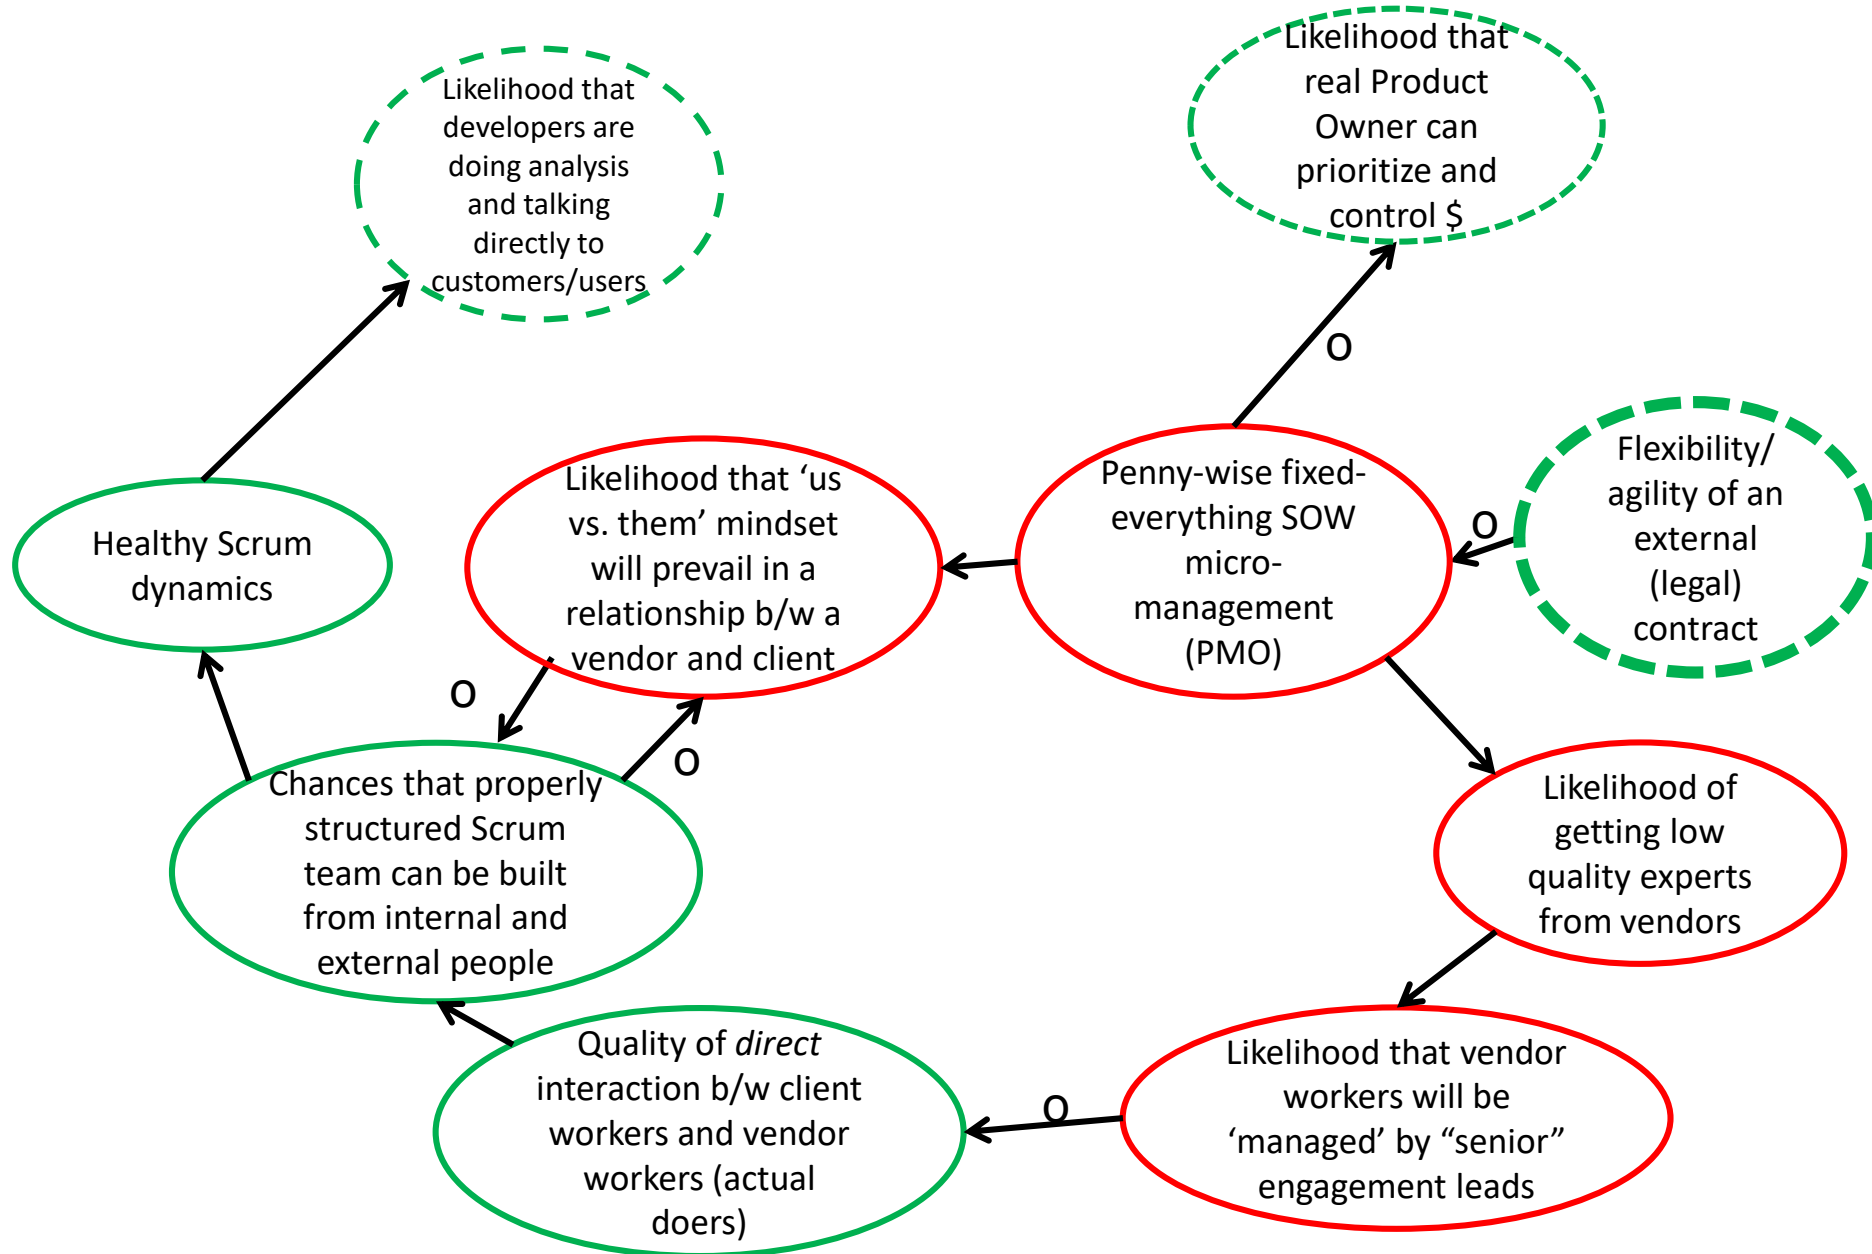 Likelihood that
developers are
doing analysis
and talking
directly to
customers/users
Likelihood that
real Product
Owner can
prioritize and
control $
O
Flexibility/
agility of an
external
(legal)
contract
O
Penny-wise fixed-
everything SOW
micro-
management
(PMO)
Likelihood that ‘us
vs. them’ mindset
will prevail in a
relationship b/w a
vendor and client
Healthy Scrum
dynamics
O
O
Chances that properly
structured Scrum
team can be built
from internal and
external people
Likelihood of
getting low
quality experts
from vendors
Quality of direct
interaction b/w client
workers and vendor
workers (actual
doers)
O
Likelihood that vendor
workers will be
‘managed’ by “senior”
engagement leads